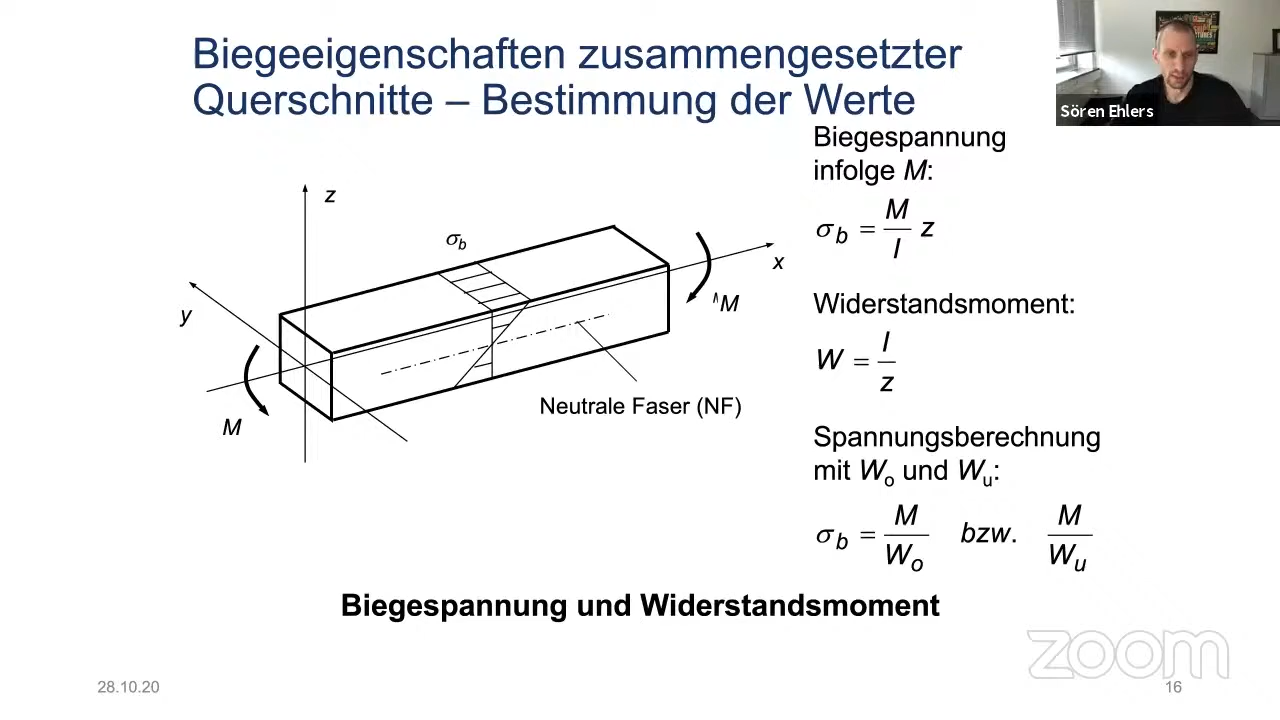 Biegeeigenschaften zusammengesetzter
Querschnitte – Bestimmung der Werte
Sören Ehlers
Biegespannung
infolge M:
σb = M/I z
Widerstandsmoment:
W = I/z
Spannungsberechnung
mit Wo und Wu:
σb = M/Wo bzw. M/Wu
z
σb
x
y
M
M
Neutrale Faser (NF)
Biegespannung und Widerstandsmoment
zoom
28.10.20
16